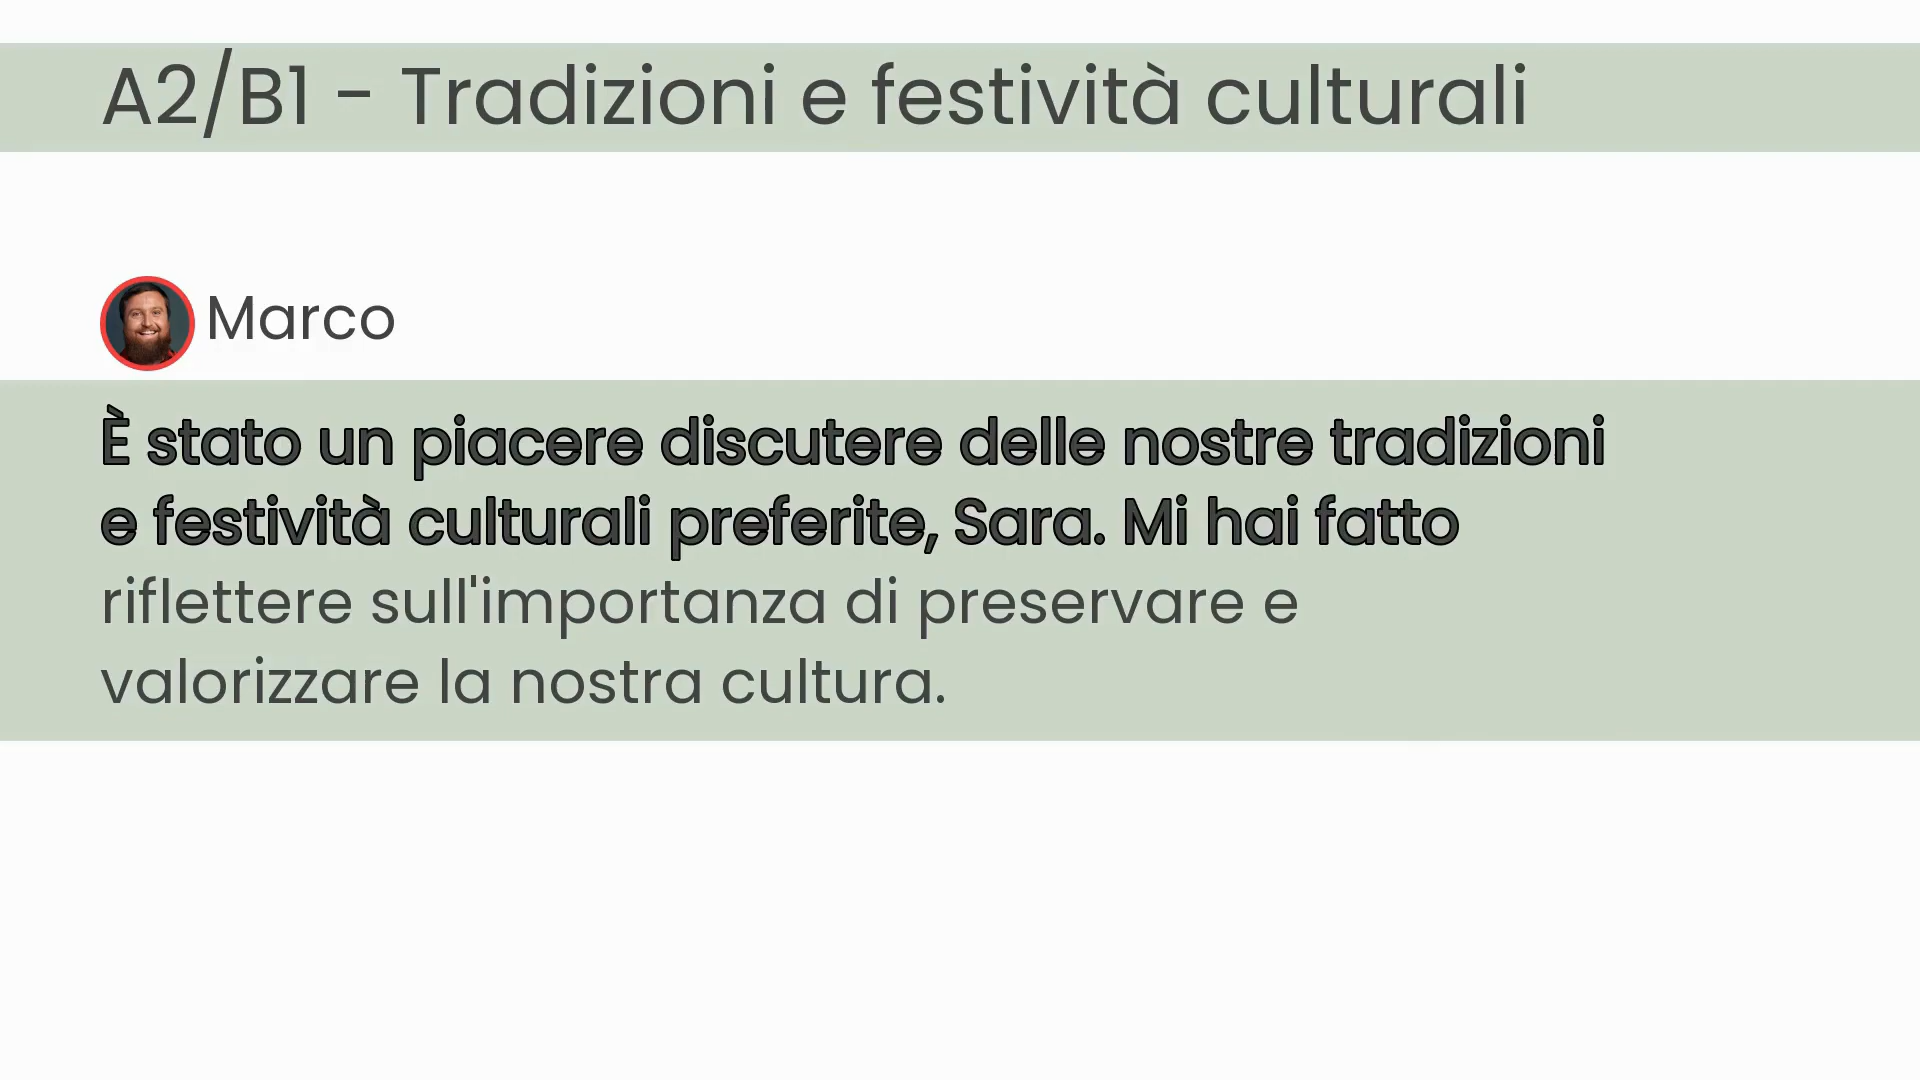 A2/B1 - Tradizioni e festività culturali
Marco
È stato un piacere discutere delle nostre tradizioni
e festività culturali preferite, Sara. Mi hai fatto
riflettere sull'importanza di preservare e
valorizzare la nostra cultura.